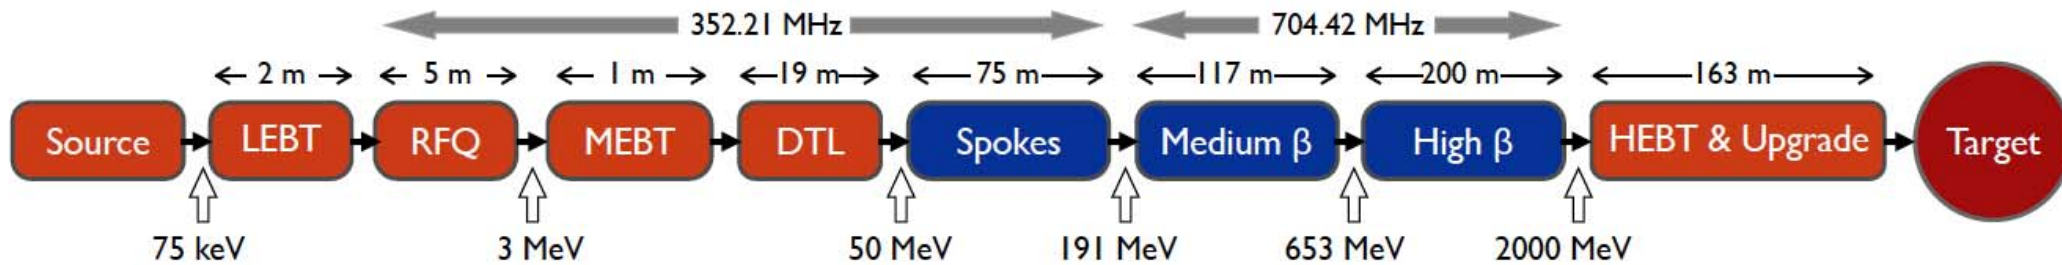 352.21 MHz 704.42 MHz
2 m 5 m 1 m 19 m 75 m 117 m 200 m 163 m
Source LEBT RFQ MEBT DTL Spokes Medium β High β HEBT & Upgrade Target
75 keV 3 MeV 50 MeV 191 MeV 653 MeV 2000 MeV